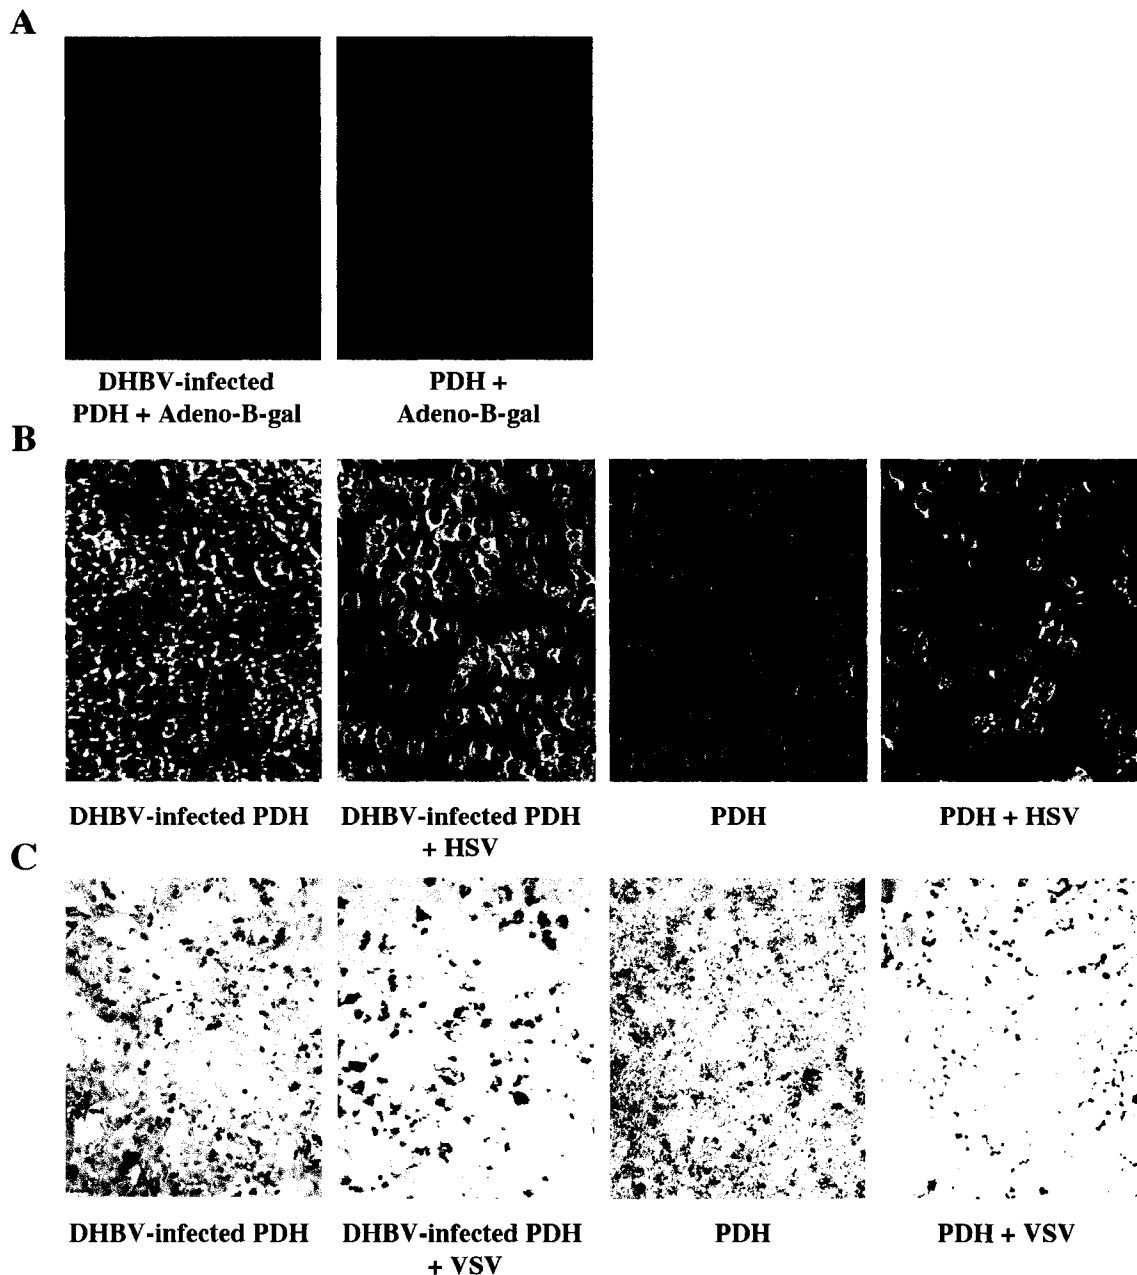 A
DHBV-infected
PDH + Adeno-B-gal
PDH +
Adeno-B-gal
B
DHBV-infected PDH
DHBV-infected PDH
+ HSV
PDH
PDH + HSV
C
DHBV-infected PDH
DHBV-infected PDH
+ VSV
PDH
PDH + VSV